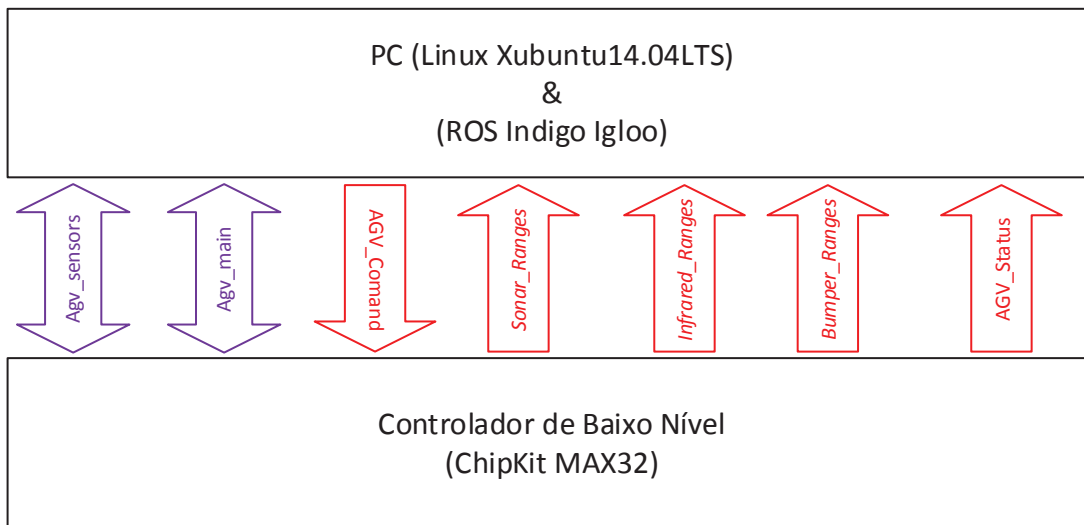 PC (Linux Xubuntu14.04LTS)
&
(ROS Indigo Igloo)
Agv_sensors
Agv_main
AGV_Comand
Sonar_Ranges
Infrared_Ranges
Bumper_Ranges
AGV_Status
Controlador de Baixo Nível
(ChipKit MAX32)